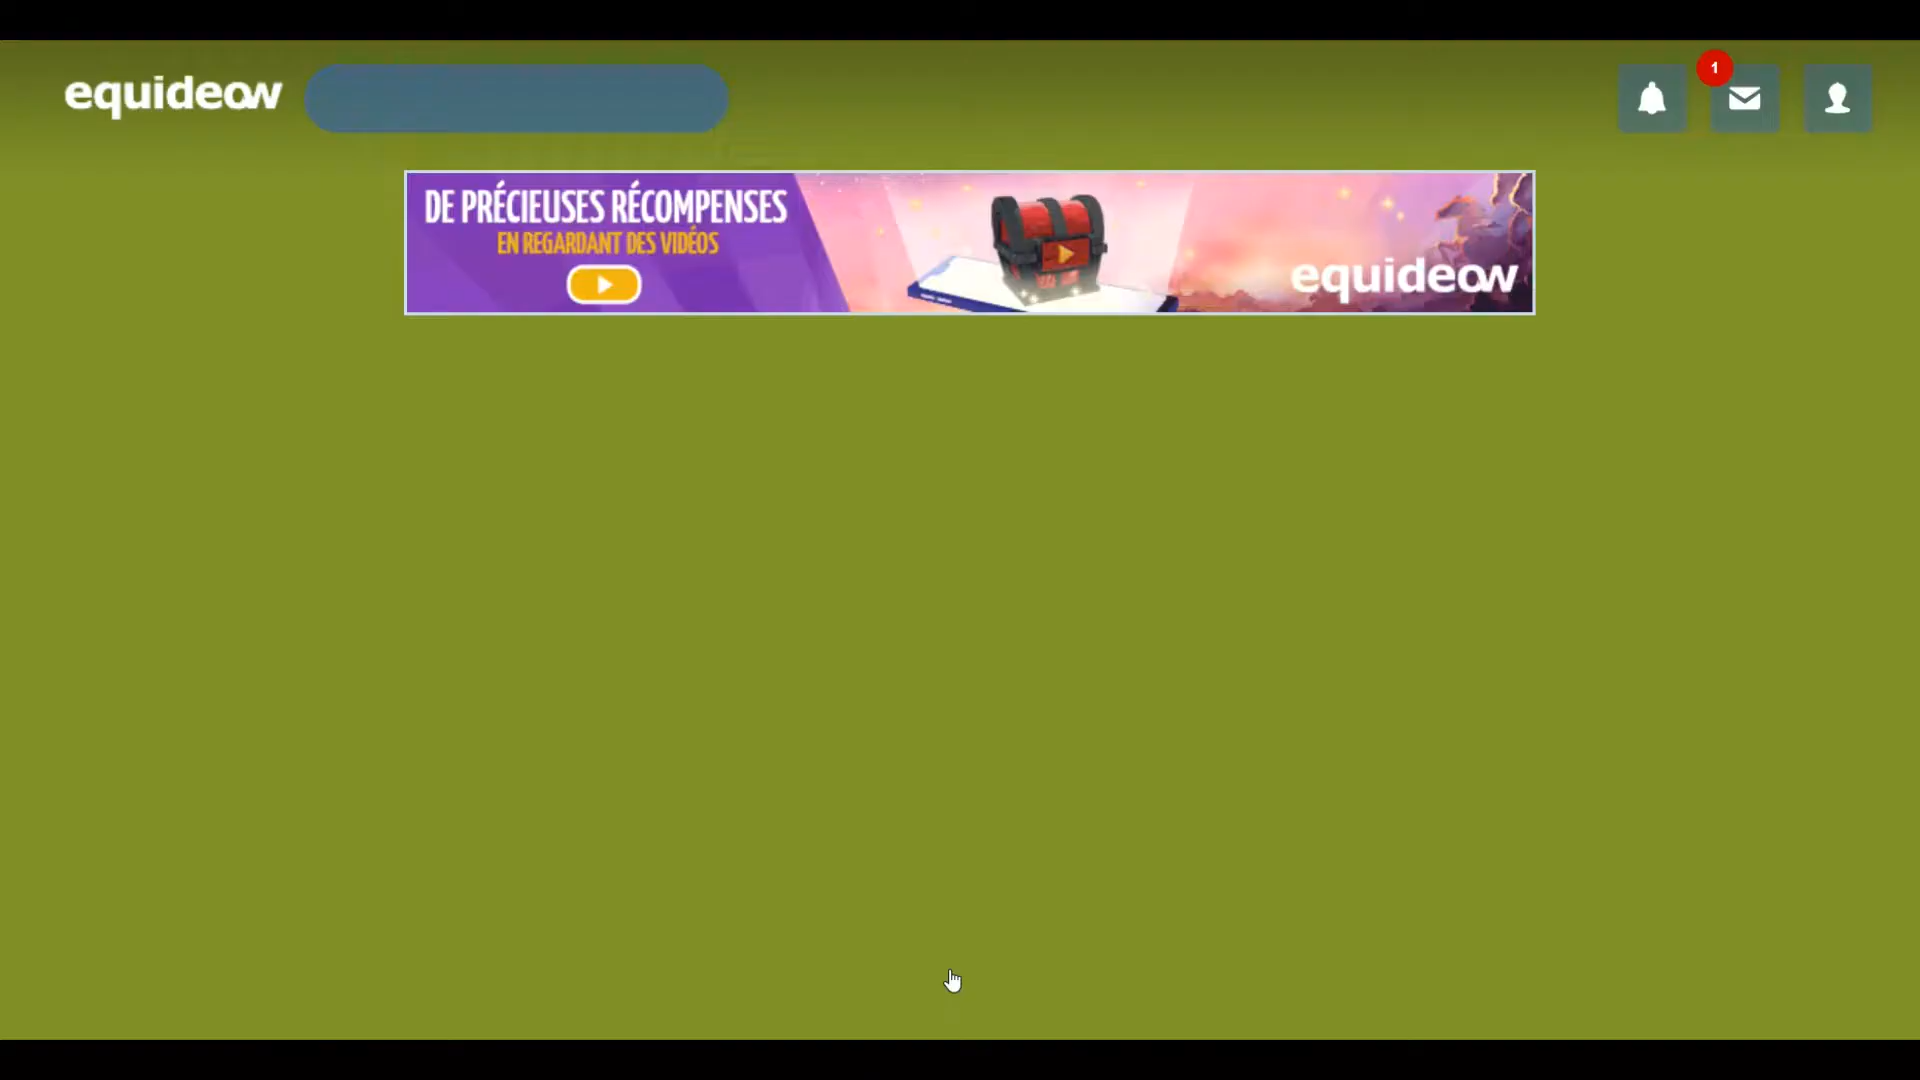 equideow
1
DE PRÉCIEUSES RÉCOMPENSES
EN REGARDANT DES VIDÉOS
equideow